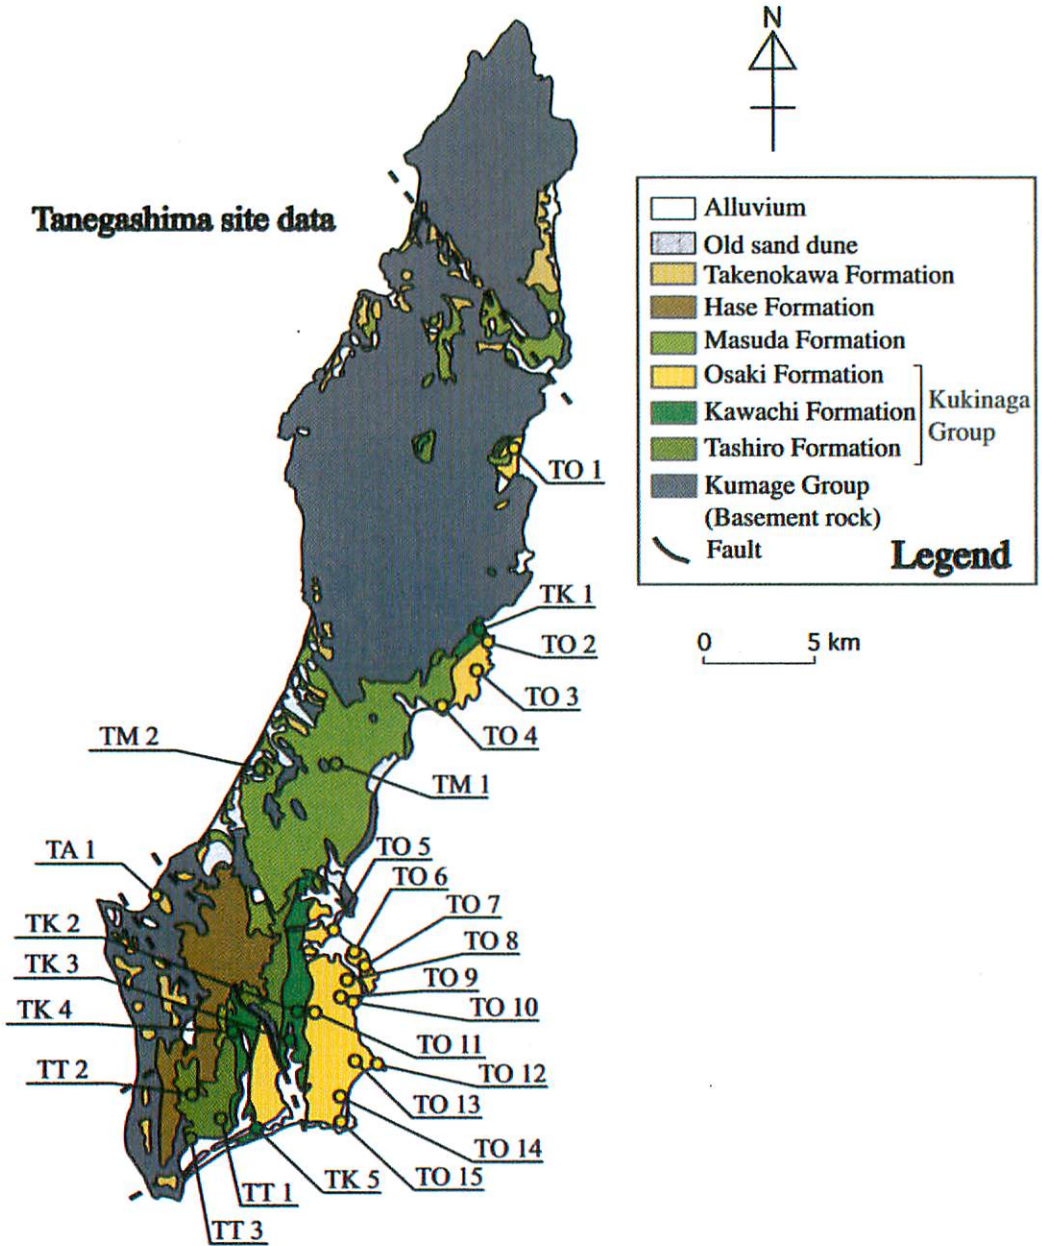 N
Tanegashima site data
Alluvium
Old sand dune
Takenokawa Formation
Hase Formation
Masuda Formation
Osaki Formation
Kawachi Formation
Tashiro Formation
Kukinaga
Group
Kumage Group
(Basement rock)
Fault
Legend
0 5 km
TO 1
TK 1
TO 2
TO 3
TO 4
TM 2
TM 1
TA 1
TO 5
TO 6
TO 7
TK 2
TO 8
TK 3
TO 9
TK 4
TO 10
TO 11
TT 2
TO 12
TO 13
TO 14
TK 5
TO 15
TT 1
TT 3